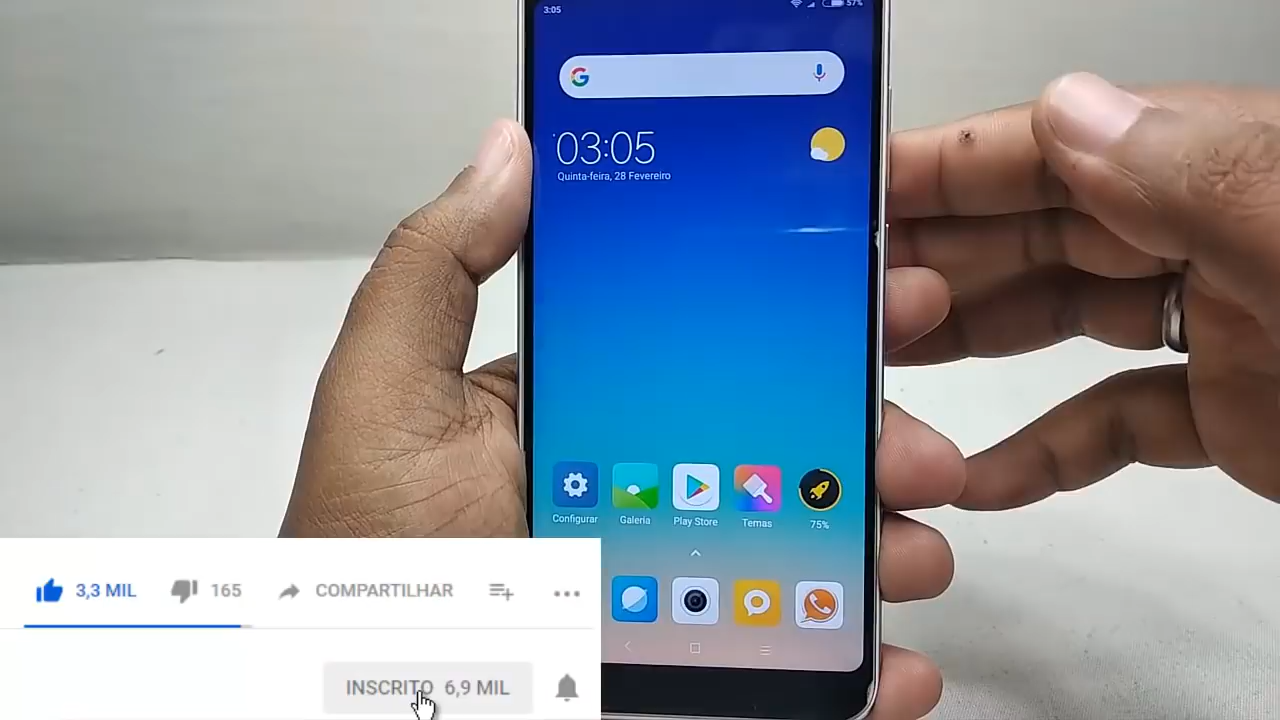 3:05
57%
G
03:05
Quinta-feira, 28 Fevereiro
Configurar
Galeria
Play Store
Temas
75%
3,3 MIL
165
COMPARTILHAR
INSCRITO 6,9 MIL